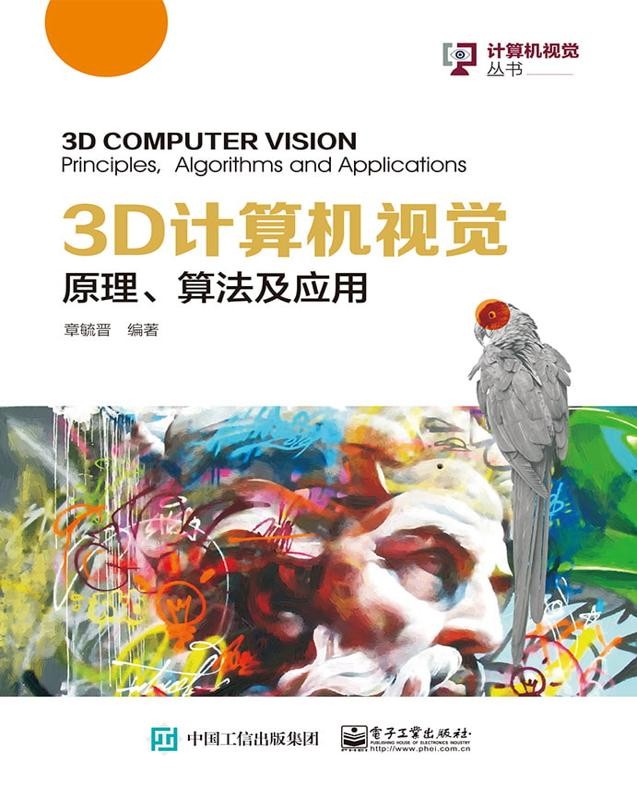 计算机视觉
丛书
3D COMPUTER VISION
Principles, Algorithms and Applications
3D计算机视觉
原理、算法及应用
章毓晋 编著
中国工信出版集团
电子工业出版社
PUBLISHING HOUSE OF ELECTRONICS INDUSTRY
http://www.phei.com.cn